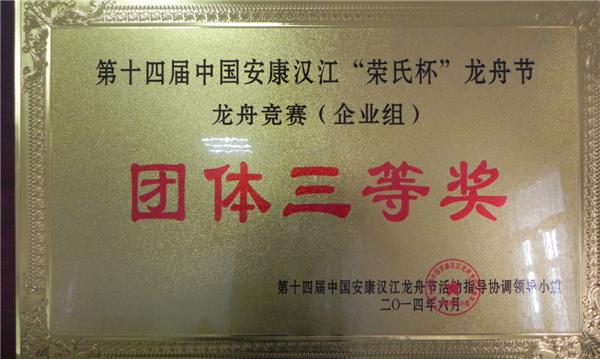 第十四届中国安康汉江“荣氏杯”龙舟节
龙舟竞赛（企业组）
团体三等奖
第十四届中国安康汉江龙舟节活动指导协调领导小组
二〇一四年六月